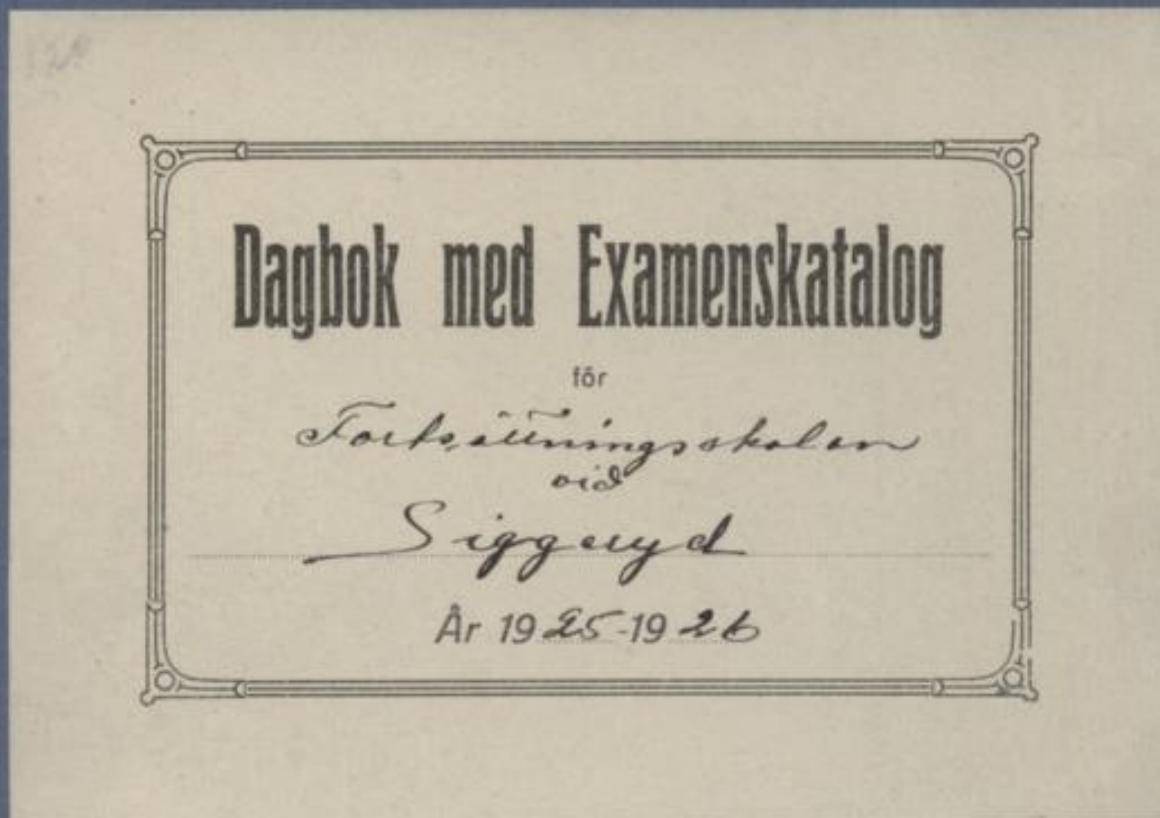 Dagbok med Examenskatalog
för
Fortsättningsskolan
vid
Siggeryd
År 1925-1926